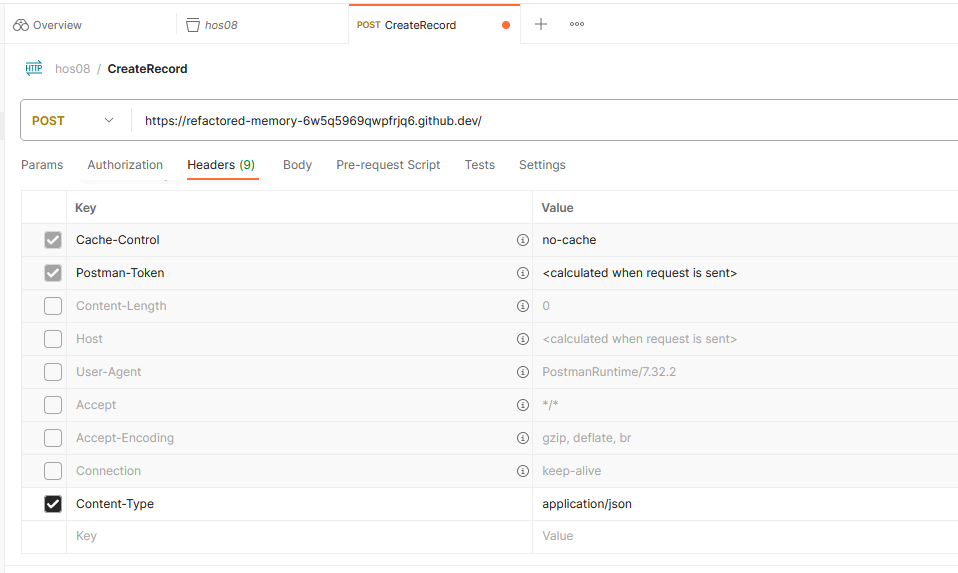 Overview hos08 POST CreateRecord
HTTP hos08 / CreateRecord
POST https://refactored-memory-6w5q5969qwpfrjq6.github.dev/
Params Authorization Headers (9) Body Pre-request Script Tests Settings
Key Value
Cache-Control no-cache
Postman-Token <calculated when request is sent>
Content-Length 0
Host <calculated when request is sent>
User-Agent PostmanRuntime/7.32.2
Accept */*
Accept-Encoding gzip, deflate, br
Connection keep-alive
Content-Type application/json
Key Value